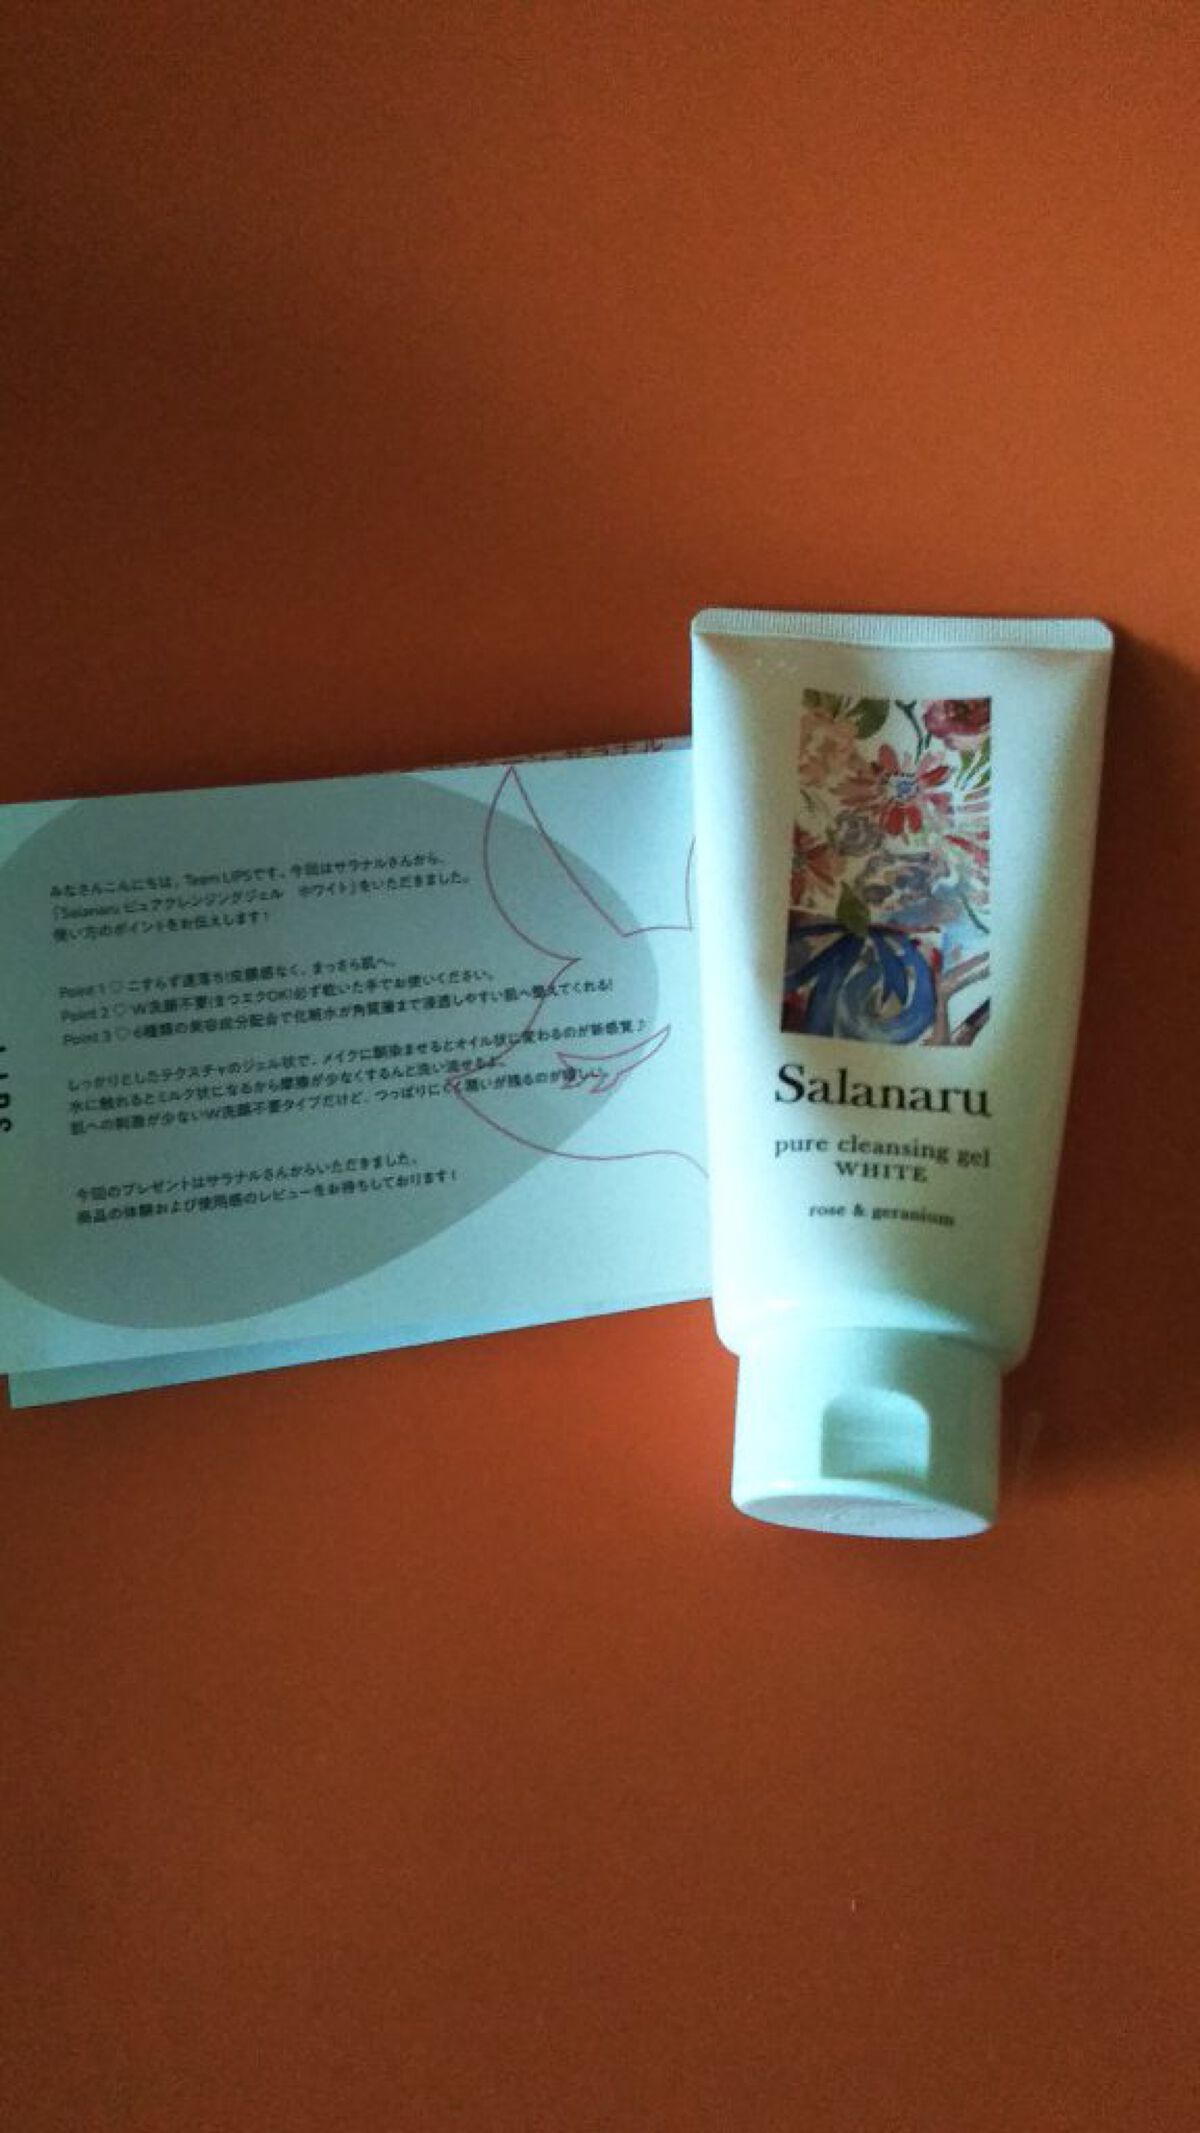 みなさんこんにちは、Team LIPSです。今回はサラナルさんから、
「Salanaru ピュアクレンジングジェル　ホワイト」をいただきました。
使い方のポイントをお伝えします！
Point 1 ♡ こすらず速落ち!皮膜感なく、まっさら肌へ。
Point 2 ♡ W洗顔不要!まつエクOK!必ず乾いた手でお使いください。
Point 3 ♡ 6種類の美容成分配合で化粧水が角質層まで浸透しやすい肌へ整えてくれる!
しっかりとしたテクスチャのジェル状で、メイクに馴染ませるとオイル状に変わるのが新感覚♪
水に触れるとミルク状になるから摩擦が少なくするんと洗い流せるよ。
肌への刺激が少ないW洗顔不要タイプだけど、つっぱりにくく潤いが残るのが嬉しい。
今回のプレゼントはサラナルさんからいただきました。
商品の体験および使用感のレビューをお待ちしております！
Salanaru
pure cleansing gel
WHITE
rose & geranium